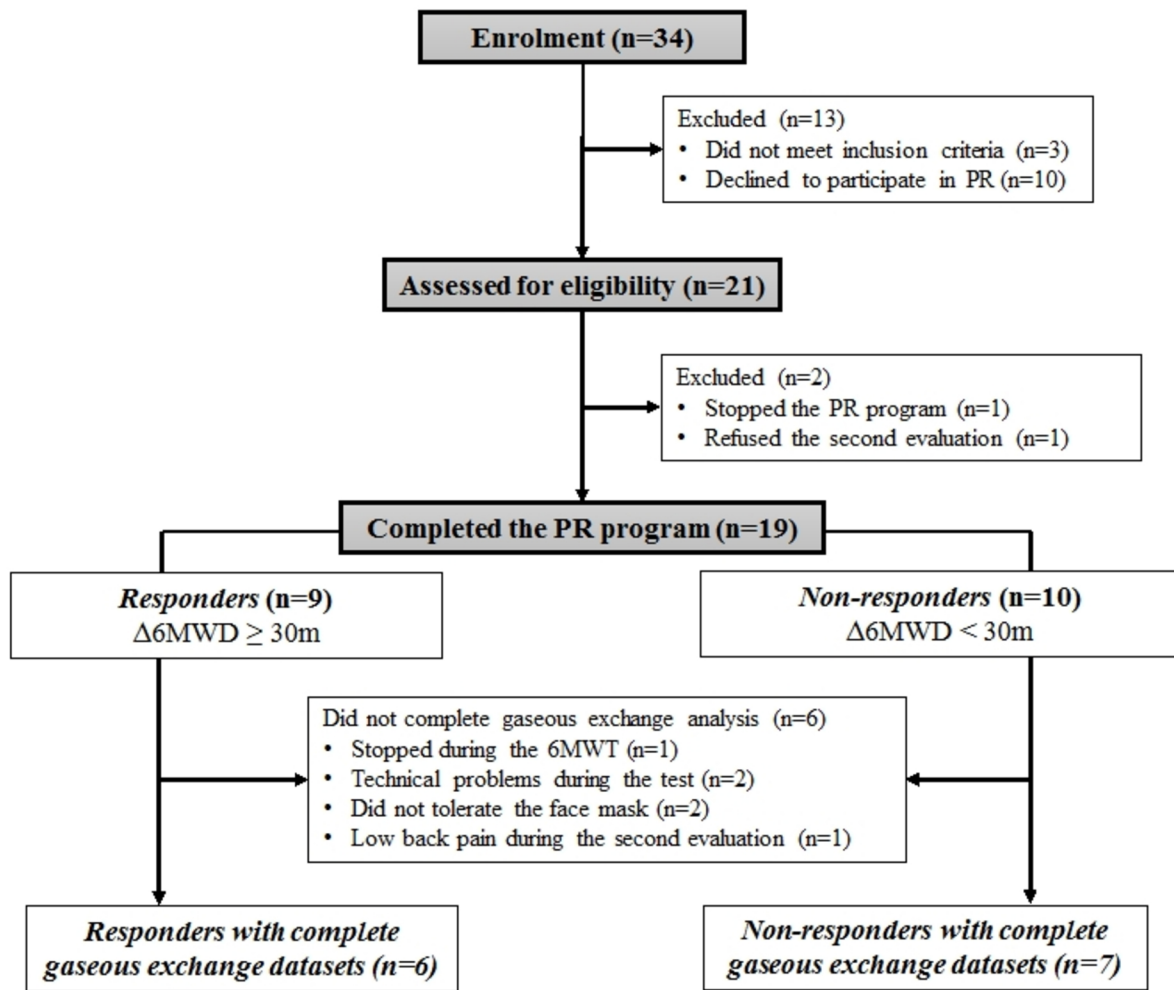 Enrolment (n=34)
Excluded (n=13)
• Did not meet inclusion criteria (n=3)
• Declined to participate in PR (n=10)
Assessed for eligibility (n=21)
Excluded (n=2)
• Stopped the PR program (n=1)
• Refused the second evaluation (n=1)
Completed the PR program (n=19)
Responders (n=9)
Δ6MWD ≥ 30m
Non-responders (n=10)
Δ6MWD < 30m
Did not complete gaseous exchange analysis (n=6)
• Stopped during the 6MWT (n=1)
• Technical problems during the test (n=2)
• Did not tolerate the face mask (n=2)
• Low back pain during the second evaluation (n=1)
Responders with complete
gaseous exchange datasets (n=6)
Non-responders with complete
gaseous exchange datasets (n=7)